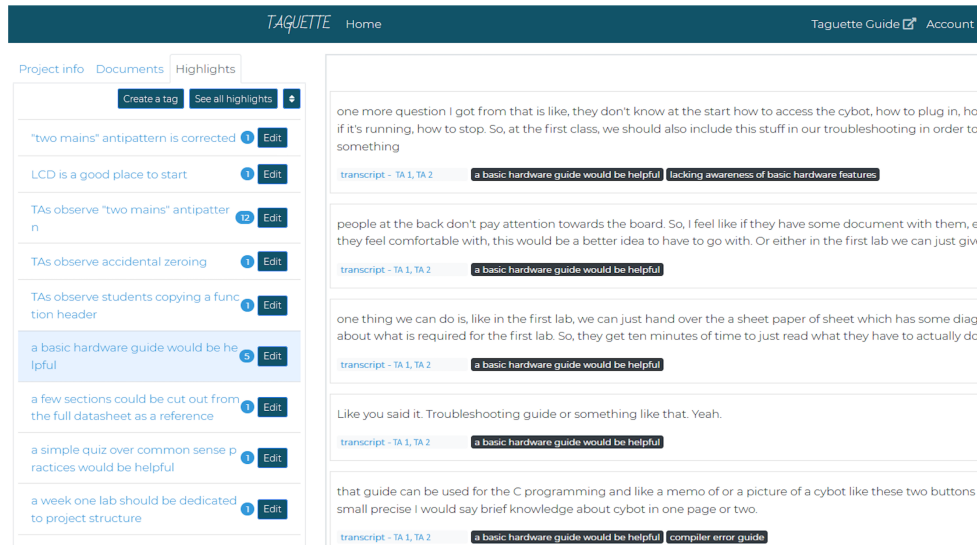 TAGUETTE Home Taguette Guide Account
Project info Documents Highlights
Create a tag See all highlights
"two mains" antipattern is corrected 1 Edit
LCD is a good place to start 1 Edit
TAs observe "two mains" antipatter
n 12 Edit
TAs observe accidental zeroing 1 Edit
TAs observe students copying a func
tion header 1 Edit
a basic hardware guide would be he
lpful 5 Edit
a few sections could be cut out from
the full datasheet as a reference 1 Edit
a simple quiz over common sense p
ractices would be helpful 1 Edit
a week one lab should be dedicated
to project structure 1 Edit
one more question I got from that is like, they don't know at the start how to access the cybot, how to plug in, ho
if it's running, how to stop. So, at the first class, we should also include this stuff in our troubleshooting in order to
something
transcript - TA 1, TA 2 a basic hardware guide would be helpful lacking awareness of basic hardware features
people at the back don't pay attention towards the board. So, I feel like if they have some document with them, e
they feel comfortable with, this would be a better idea to have to go with. Or either in the first lab we can just giv
transcript - TA 1, TA 2 a basic hardware guide would be helpful
one thing we can do is, like in the first lab, we can just hand over the a sheet paper of sheet which has some diag
about what is required for the first lab. So, they get ten minutes of time to just read what they have to actually do
transcript - TA 1, TA 2 a basic hardware guide would be helpful
Like you said it. Troubleshooting guide or something like that. Yeah.
transcript - TA 1, TA 2 a basic hardware guide would be helpful
that guide can be used for the C programming and like a memo of or a picture of a cybot like these two buttons
small precise I would say brief knowledge about cybot in one page or two.
transcript - TA 1, TA 2 a basic hardware guide would be helpful compiler error guide